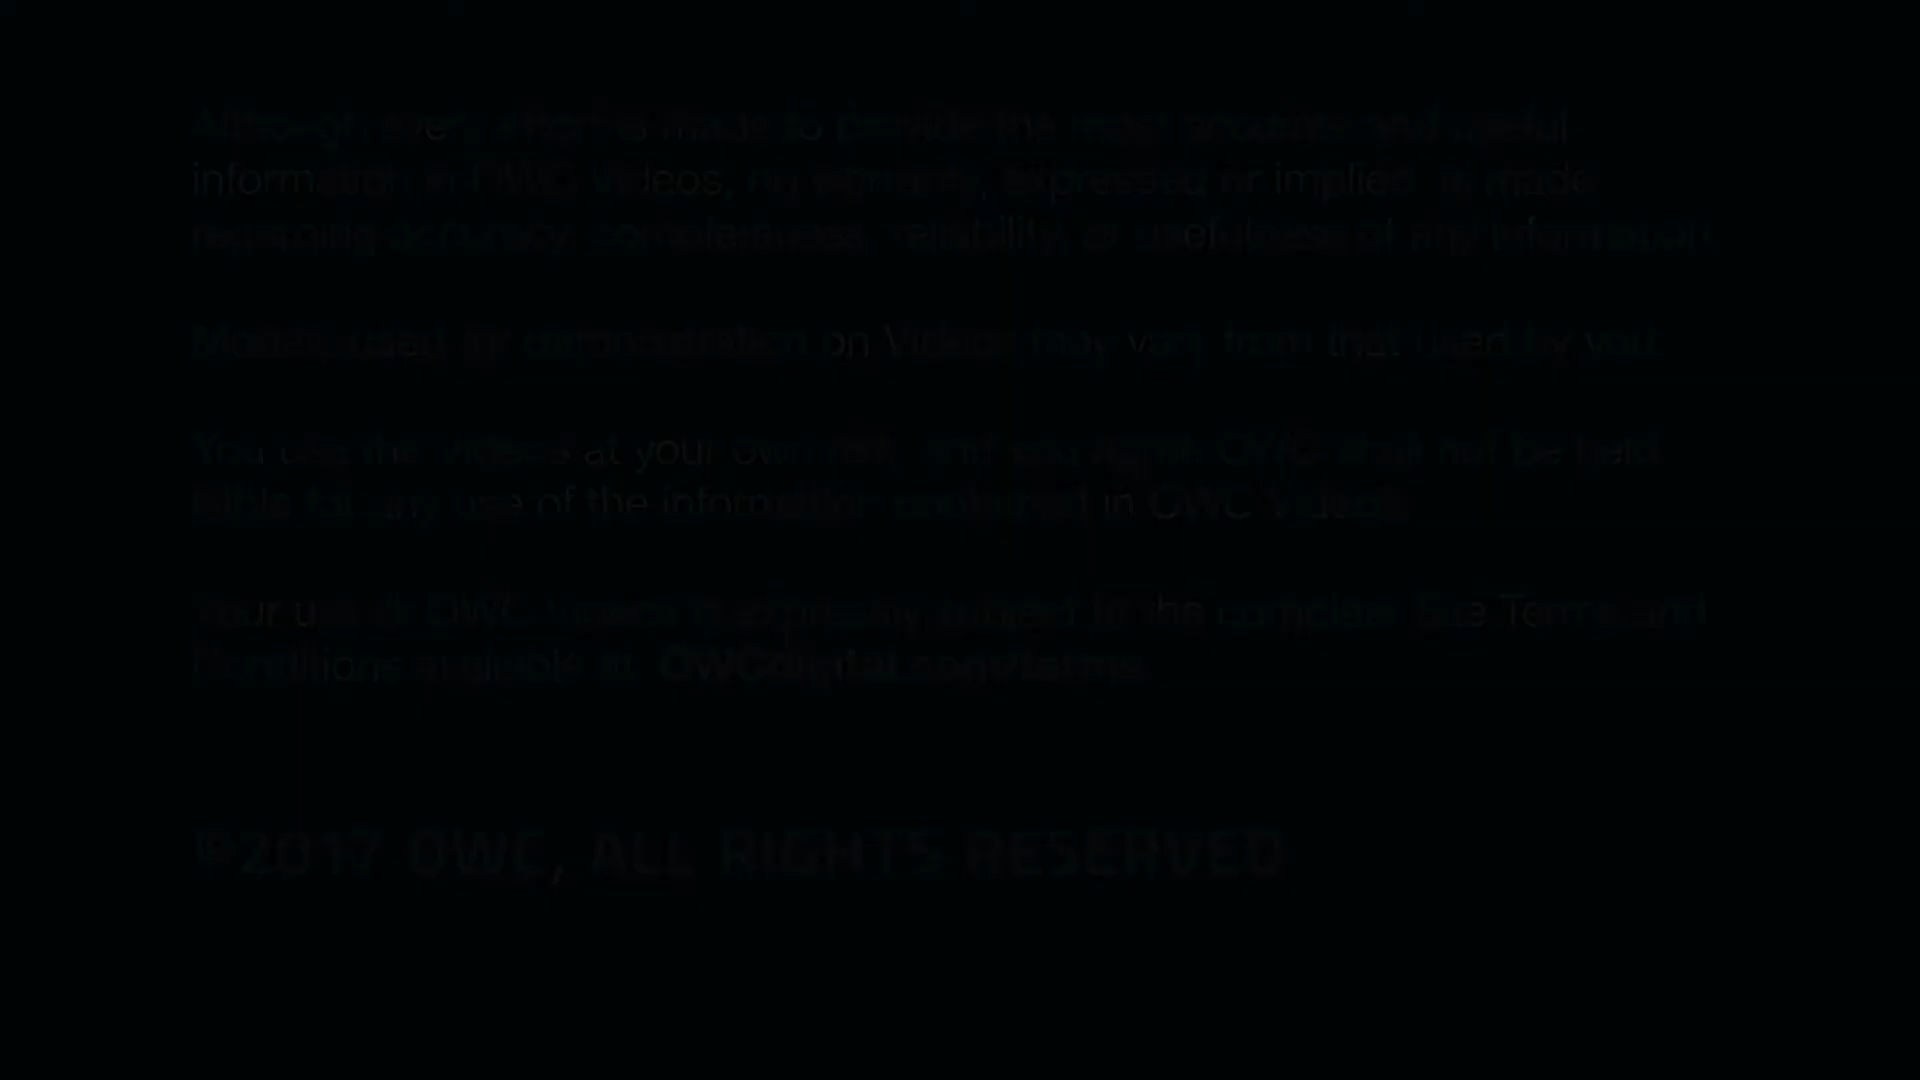 Although every effort is made to provide the most accurate and useful
information in OWC Videos, no warranty, expressed or implied, is made
regarding accuracy, completeness, reliability, or usefulness of any information.
used for demonstration on Videos may vary from that used by you.
You use the Videos at your own risk, and you agree OWC shall not be held
liable for any use of the information contained in OWC Videos.
Your use of OWC Videos is expressly subject to the complete Site Terms and
Conditions available at: OWCdigital.com/terms
©2017 OWC, ALL RIGHTS RESERVED